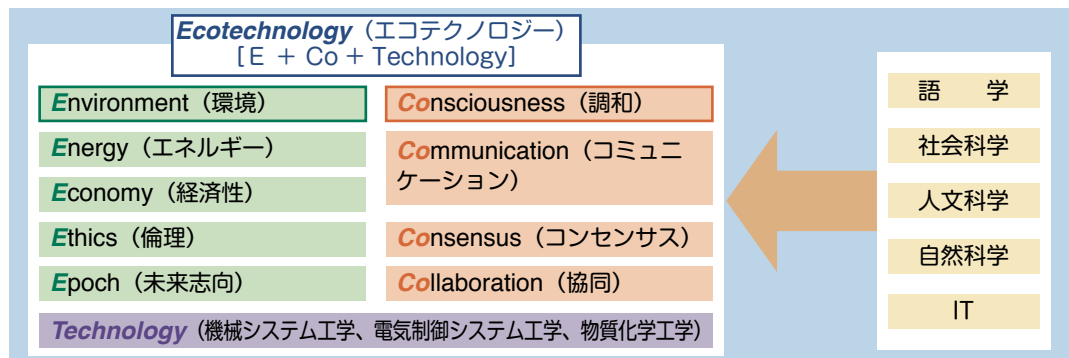 Ecotechnology（エコテクノロジー）
[E + Co + Technology]
Environment（環境）
Energy（エネルギー）
Economy（経済性）
Ethics（倫理）
Epoch（未来志向）
Consciousness（調和）
Communication（コミュニ
ケーション）
Consensus（コンセンサス）
Collaboration（協同）
Technology（機械システム工学、電気制御システム工学、物質化学工学）
語　学
社会科学
人文科学
自然科学
IT